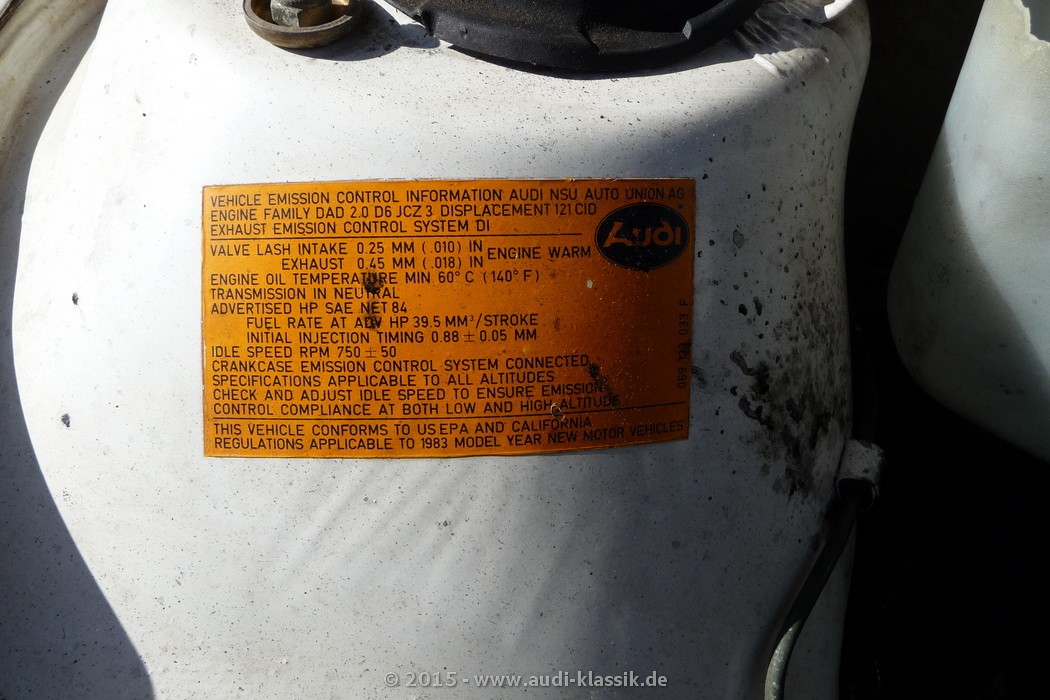 VEHICLE EMISSION CONTROL INFORMATION AUDI NSU AUTO UNION AG
ENGINE FAMILY DAD 2.0 D6 JCZ 3 DISPLACEMENT 121 CID
EXHAUST EMISSION CONTROL SYSTEM DI
Audi
VALVE LASH INTAKE 0.25 MM (.010) IN ENGINE WARM
EXHAUST 0.45 MM (.018) IN
ENGINE OIL TEMPERATURE MIN 60° C (140° F)
TRANSMISSION IN NEUTRAL
ADVERTISED HP SAE NET 84
FUEL RATE AT ADV HP 39.5 MM³/STROKE
INITIAL INJECTION TIMING 0.88 ± 0.05 MM
IDLE SPEED RPM 750 ± 50
CRANKCASE EMISSION CONTROL SYSTEM CONNECTED
SPECIFICATIONS APPLICABLE TO ALL ALTITUDES
CHECK AND ADJUST IDLE SPEED TO ENSURE EMISSION
CONTROL COMPLIANCE AT BOTH LOW AND HIGH ALTITUDE
THIS VEHICLE CONFORMS TO US EPA AND CALIFORNIA
REGULATIONS APPLICABLE TO 1983 MODEL YEAR NEW MOTOR VEHICLES
© 2015 - www.audi-klassik.de